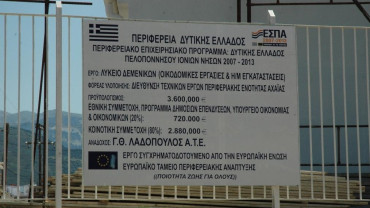 ΠΕΡΙΦΕΡΕΙΑ ΔΥΤΙΚΗΣ ΕΛΛΑΔΟΣ
ΕΣΠΑ
2007-2013
ΠΕΡΙΦΕΡΕΙΑΚΟ ΕΠΙΧΕΙΡΗΣΙΑΚΟ ΠΡΟΓΡΑΜΜΑ: ΔΥΤΙΚΗΣ ΕΛΛΑΔΟΣ
ΠΕΛΟΠΟΝΝΗΣΟΥ ΙΟΝΙΩΝ ΝΗΣΩΝ 2007 - 2013
ΕΡΓΟ: ΛΥΚΕΙΟ ΔΕΜΕΝΙΚΩΝ (ΟΙΚΟΔΟΜΙΚΕΣ ΕΡΓΑΣΙΕΣ & Η/Μ ΕΓΚΑΤΑΣΤΑΣΕΙΣ)
ΦΟΡΕΑΣ ΥΛΟΠΟΙΗΣΗΣ: ΔΙΕΥΘΥΝΣΗ ΤΕΧΝΙΚΩΝ ΕΡΓΩΝ ΠΕΡΙΦΕΡΕΙΑΚΗΣ ΕΝΟΤΗΤΑΣ ΑΧΑΪΑΣ
ΠΡΟΫΠΟΛΟΓΙΣΜΟΣ: 3.600.000 €
ΕΘΝΙΚΗ ΣΥΜΜΕΤΟΧΗ, ΠΡΟΓΡΑΜΜΑ ΔΗΜΟΣΙΩΝ ΕΠΕΝΔΥΣΕΩΝ, ΥΠΟΥΡΓΕΙΟ ΟΙΚΟΝΟΜΙΑΣ
& ΟΙΚΟΝΟΜΙΚΩΝ (20%): 720.000 €
ΚΟΙΝΟΤΙΚΗ ΣΥΜΜΕΤΟΧΗ (80%): 2.880.000 €
ΑΝΑΔΟΧΟΣ: Γ.Θ. ΛΑΔΟΠΟΥΛΟΣ Α.Τ.Ε.
ΕΡΓΟ ΣΥΓΧΡΗΜΑΤΟΔΟΤΟΥΜΕΝΟ ΑΠΟ ΤΗΝ ΕΥΡΩΠΑΪΚΗ ΕΝΩΣΗ
ΕΥΡΩΠΑΪΚΟ ΤΑΜΕΙΟ ΠΕΡΙΦΕΡΕΙΑΚΗΣ ΑΝΑΠΤΥΞΗΣ
((ΠΟΙΟΤΗΤΑ ΖΩΗΣ ΓΙΑ ΟΛΟΥΣ))